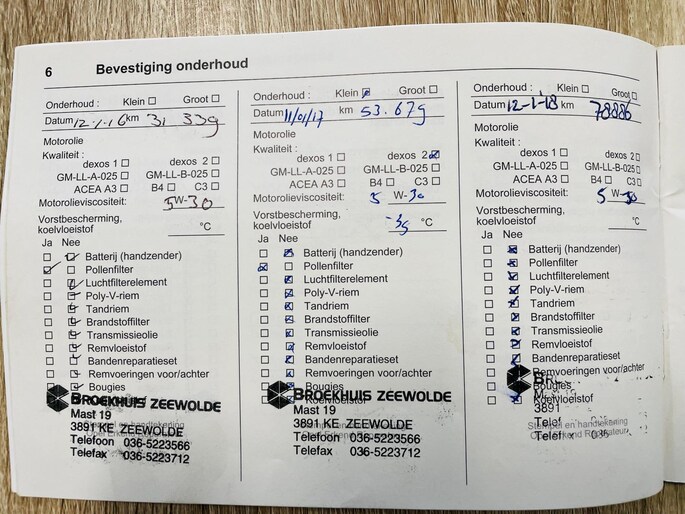 6 Bevestiging onderhoud
Onderhoud : Klein ☐ Groot ☐
Datum 12-1-16 km 31 339
Motorolie
Kwaliteit :
dexos 1 ☐ dexos 2 ☐
GM-LL-A-025 ☐ GM-LL-B-025 ☐
ACEA A3 ☐ B4 ☐ C3 ☐
Motorolieviscositeit: 5 W-30
Vorstbescherming,
koelvloeistof °C
Ja Nee
Batterij (handzender)
Pollenfilter
Luchtfilterelement
Poly-V-riem
Tandriem
Brandstoffilter
Transmissieolie
Remvloeistof
Bandenreparatieset
Remvoeringen voor/achter
Bougies
BROEKHUIS ZEEWOLDE
Mast 19
3891 KE ZEEWOLDE
Telefoon 036-5223566
Telefax 036-5223712
Onderhoud : Klein ☒ Groot ☐
Datum 11/01/17 km 53.679
Motorolie
Kwaliteit :
dexos 1 ☐ dexos 2 ☒
GM-LL-A-025 ☐ GM-LL-B-025 ☐
ACEA A3 ☐ B4 ☐ C3 ☐
Motorolieviscositeit: 5 W-30
Vorstbescherming,
koelvloeistof °C
Ja Nee
Batterij (handzender)
Pollenfilter
Luchtfilterelement
Poly-V-riem
Tandriem
Brandstoffilter
Transmissieolie
Remvloeistof
Bandenreparatieset
Remvoeringen voor/achter
Bougies
Koelvloeistof
BROEKHUIS ZEEWOLDE
Mast 19
3891 KE ZEEWOLDE
Telefoon 036-5223566
Telefax 036-5223712
Onderhoud : Klein ☐ Groot ☐
Datum 12-1-18 km 78886
Motorolie
Kwaliteit :
dexos 1 ☐ dexos 2 ☐
GM-LL-A-025 ☐ GM-LL-B-025 ☐
ACEA A3 ☐ B4 ☐ C3 ☐
Motorolieviscositeit: 5 W-30
Vorstbescherming,
koelvloeistof °C
Ja Nee
Batterij (handzender)
Pollenfilter
Luchtfilterelement
Poly-V-riem
Tandriem
Brandstoffilter
Transmissieolie
Remvloeistof
Bandenreparatieset
Remvoeringen voor/achter
Bougies
Koelvloeistof
Mast
3891
Stempel en handtekening